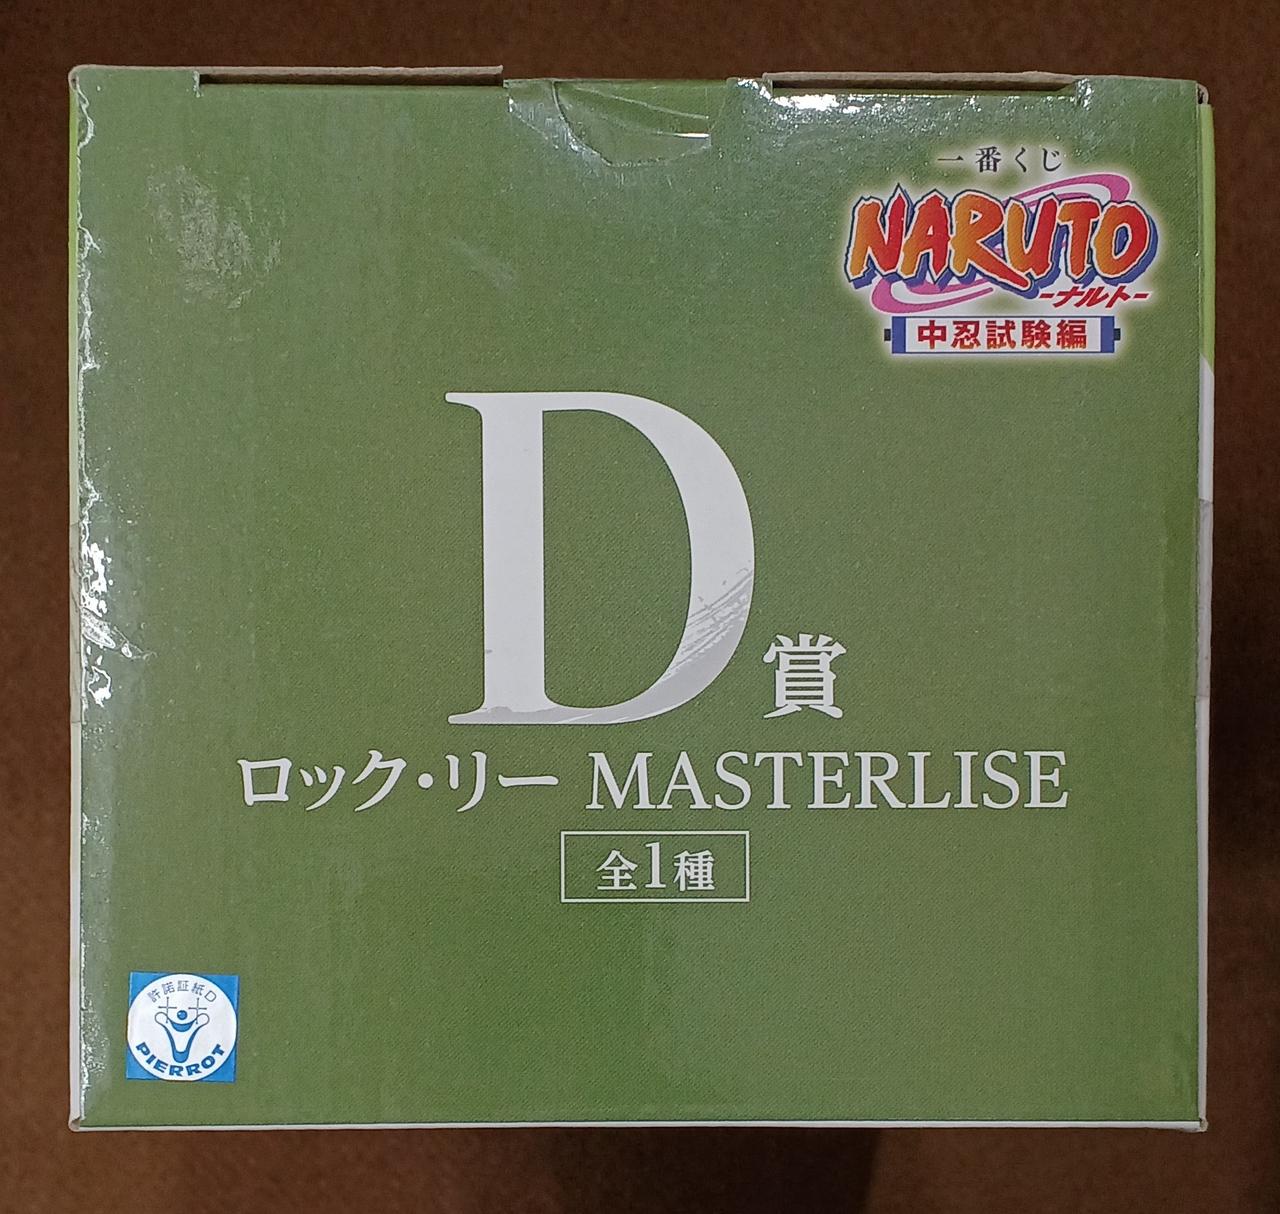 一番くじ
NARUTO
-ナルト-
中忍試験編
D賞
ロック・リー MASTERLISE
全1種
許諾証紙D
PIERROT